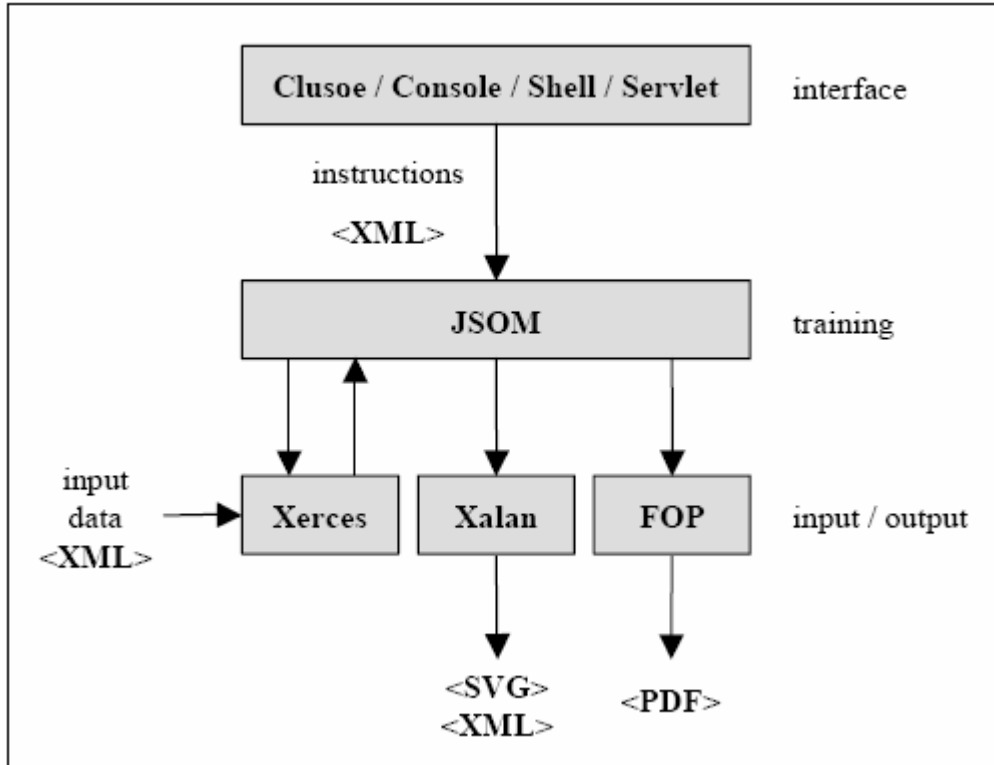 Clusoe / Console / Shell / Servlet
interface
instructions
<XML>
JSOM
training
input
data
<XML>
Xerces
Xalan
FOP
input / output
<SVG>
<XML>
<PDF>